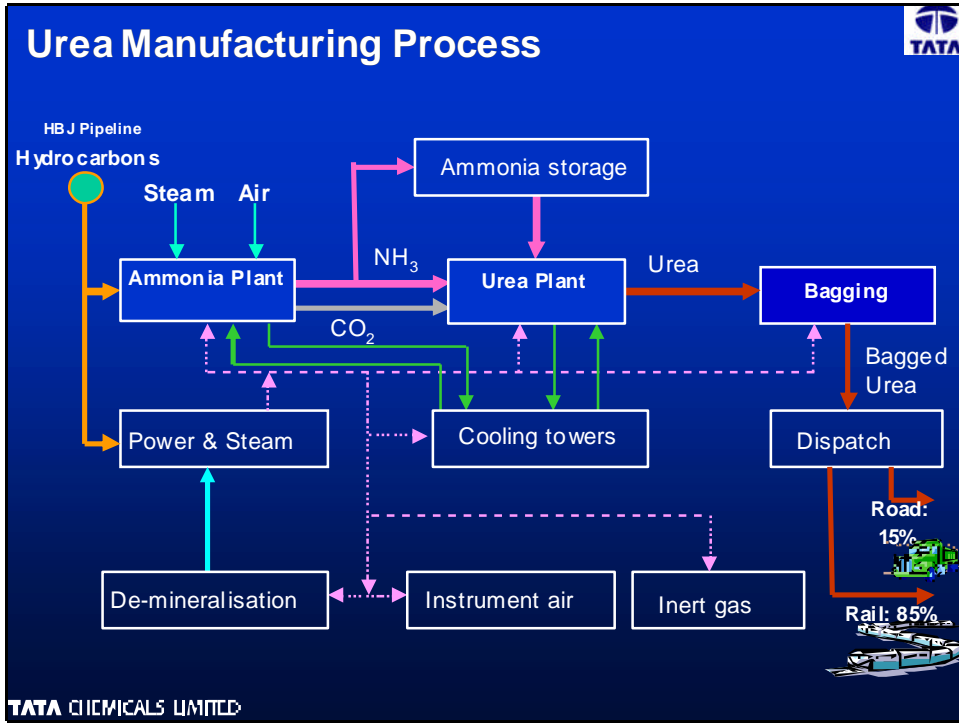 Urea Manufacturing Process
TATA
HBJ Pipeline
Hydrocarbons
Steam Air
Ammonia storage
Ammonia Plant
NH3
Urea Plant
Urea
Bagging
CO2
Bagged
Urea
Power & Steam
Cooling towers
Dispatch
Road:
15%
De-mineralisation
Instrument air
Inert gas
Rail: 85%
TATA CHEMICALS LIMITED